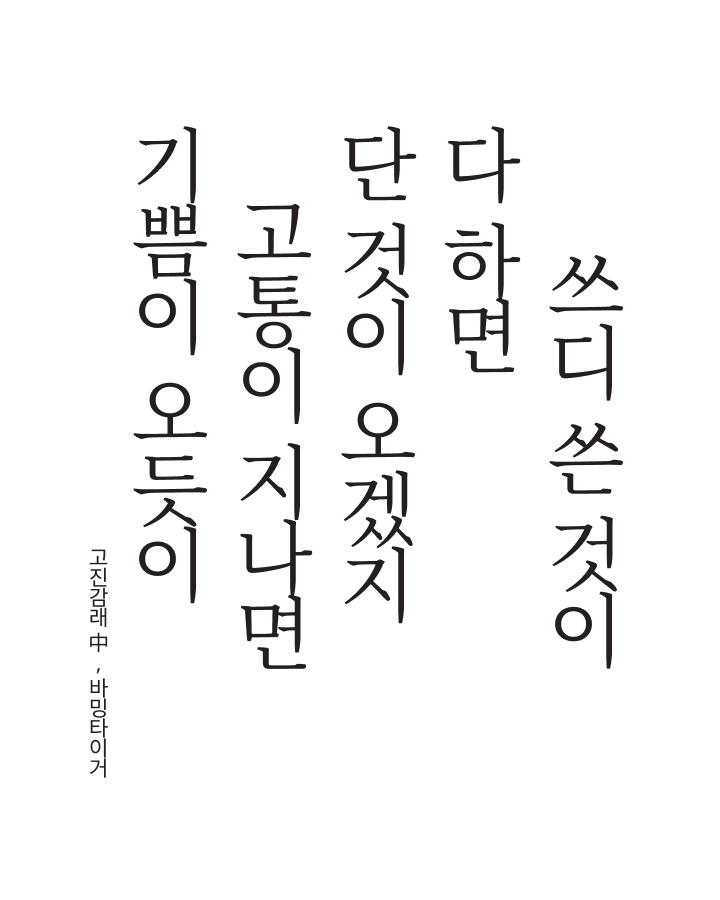 쓰디 쓴 것이
다 하면
단 것이 오겠지
고통이 지나면
기쁨이 오듯이
고진감래 中 , 바밍타이거